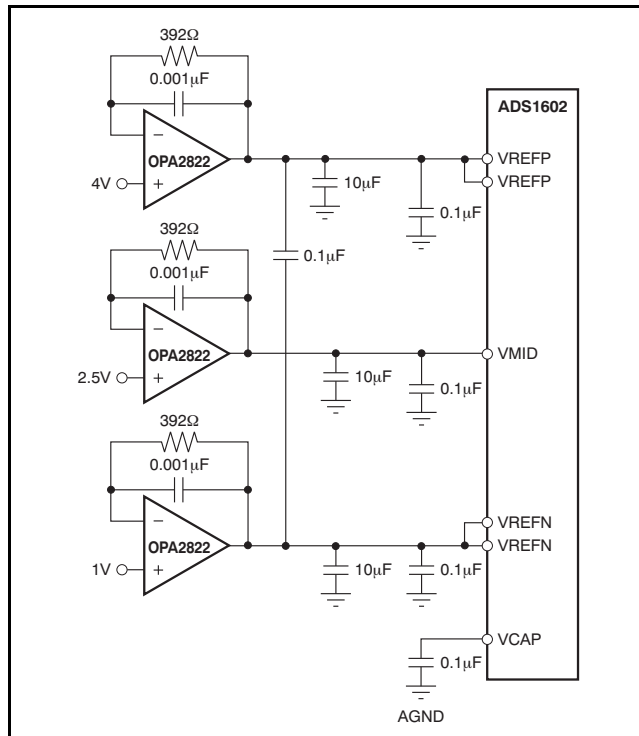 392Ω
0.001μF
ADS1602
OPA2822
−
+
4V
VREFP
VREFP
10μF
0.1μF
392Ω
0.001μF
0.1μF
OPA2822
−
+
2.5V
VMID
10μF
0.1μF
392Ω
0.001μF
OPA2822
−
+
1V
VREFN
VREFN
10μF
0.1μF
VCAP
0.1μF
AGND